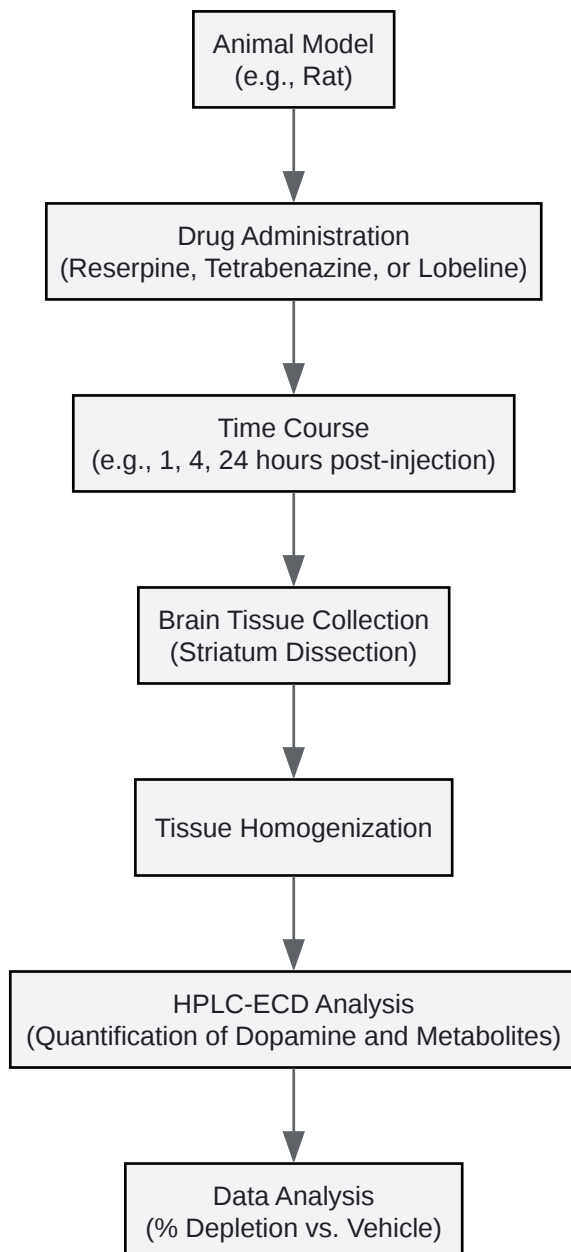 Animal Model
(e.g., Rat)
Drug Administration
(Reserpine, Tetrabenazine, or Lobeline)
Time Course
(e.g., 1, 4, 24 hours post-injection)
Brain Tissue Collection
(Striatum Dissection)
Tissue Homogenization
HPLC-ECD Analysis
(Quantification of Dopamine and Metabolites)
Data Analysis
(% Depletion vs. Vehicle)